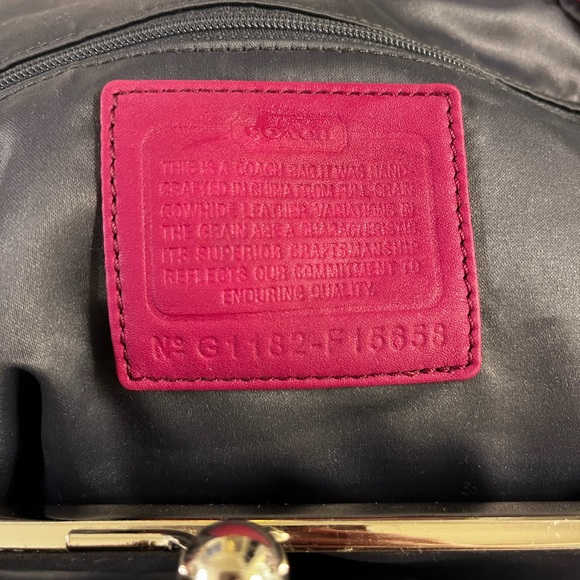 COACH
THIS IS A COACH BAG. IT WAS HAND-
CRAFTED IN CHINA FROM FULL GRAIN
COWHIDE LEATHER. VARIATIONS IN
THE GRAIN ARE A CHARACTERISTIC.
ITS SUPERIOR CRAFTSMANSHIP
REFLECTS OUR COMMITMENT TO
ENDURING QUALITY.
Nº G1182-F15658